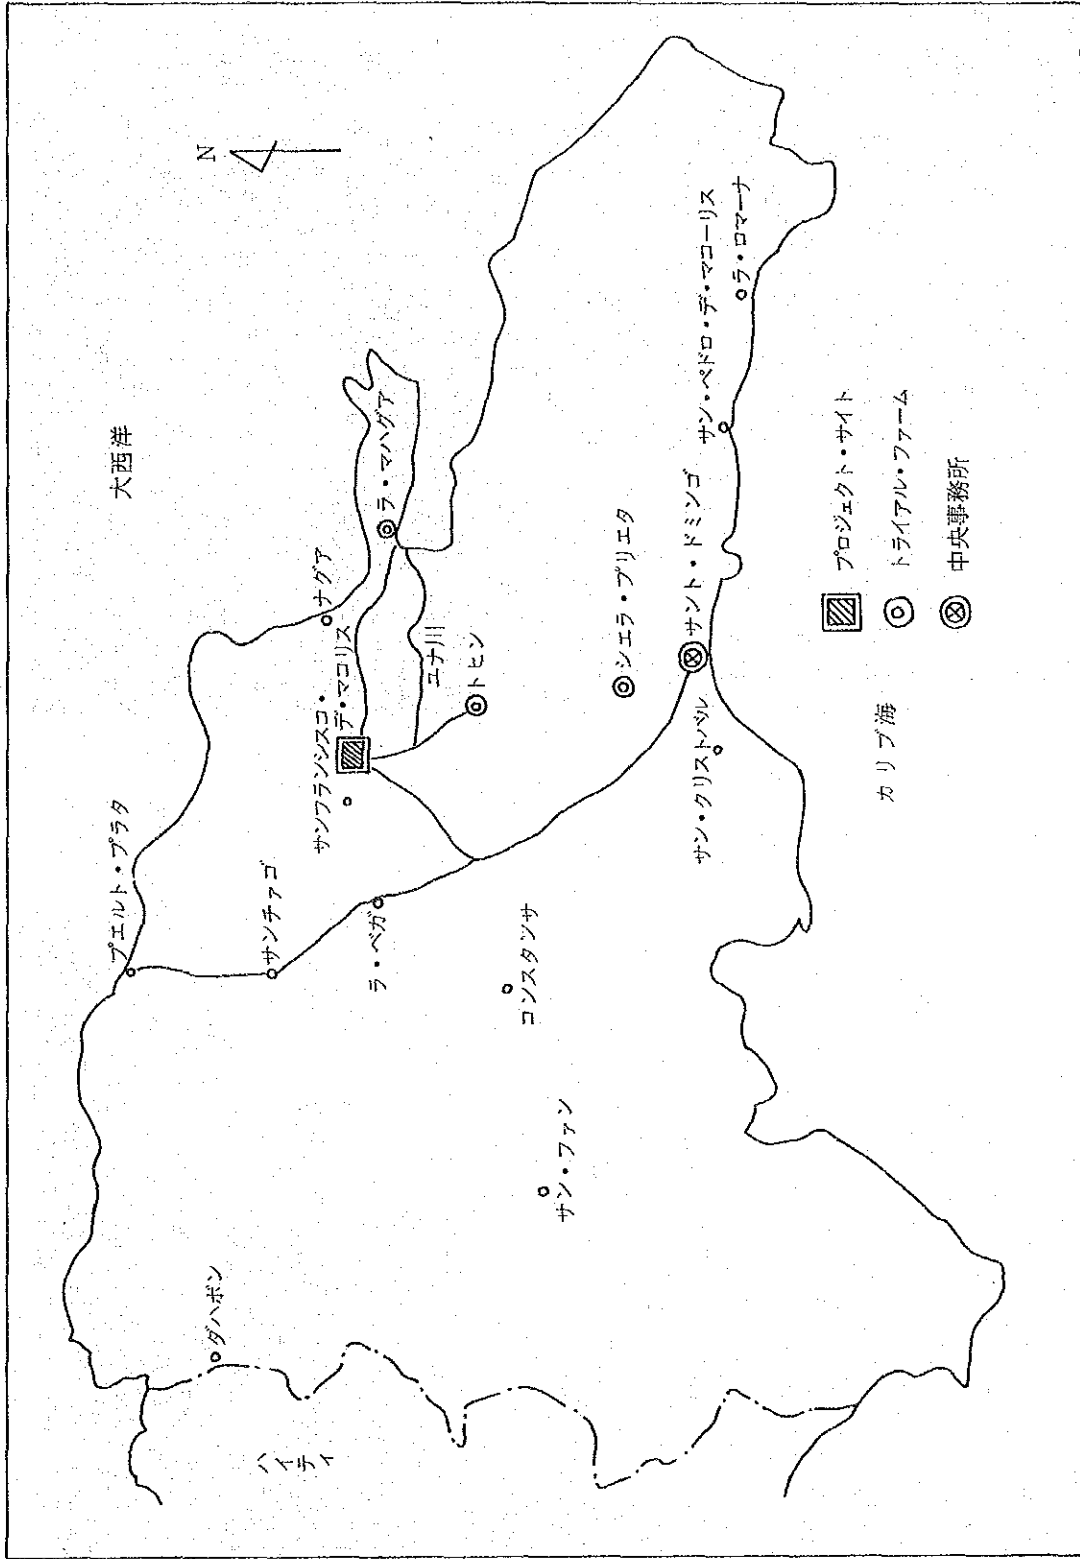 N
大西洋
プエルト・プラタ
サンチァゴ
ラ・ベガ
サンフランシスコ・
デ・マコリス
ナグア
ラ・マハグア
ユナ川
トヒン
シエラ・プリエタ
サント・ドミンゴ
サン・クリストバル
サン・ペドロ・デ・マコーリス
ラ・ロマーナ
コンスタンサ
サン・ファン
ダハボン
ハイティ
カリブ海
プロジェクト・サイト
トライアル・ファーム
中央事務所